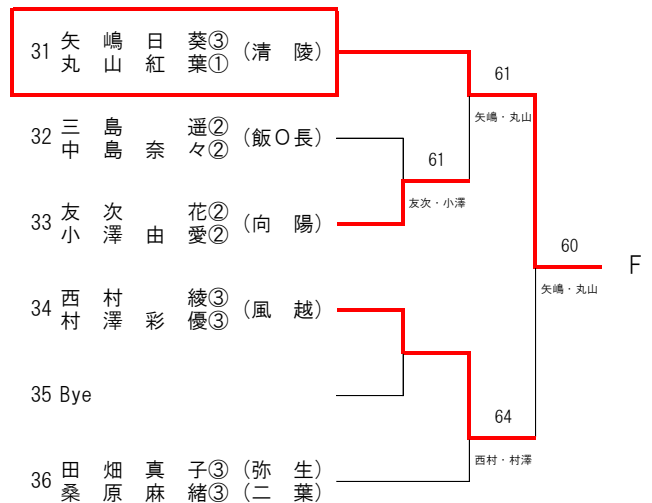 31 矢嶋日葵③ (清陵)
丸山紅葉①
61
矢嶋・丸山
32 三島遥② (飯O長)
中島奈々②
61
友次・小澤
33 友次花② (向陽)
小澤由愛②
60
F
矢嶋・丸山
34 西村綾③ (風越)
村澤彩優③
35 Bye
64
西村・村澤
36 田畑真子③ (弥生)
桑原麻緒③ (二葉)